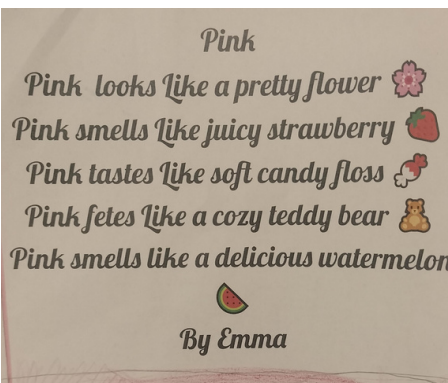 Pink
Pink looks Like a pretty flower
Pink smells Like juicy strawberry
Pink tastes Like soft candy floss
Pink fetes Like a cozy teddy bear
Pink smells like a delicious watermelon
By Emma